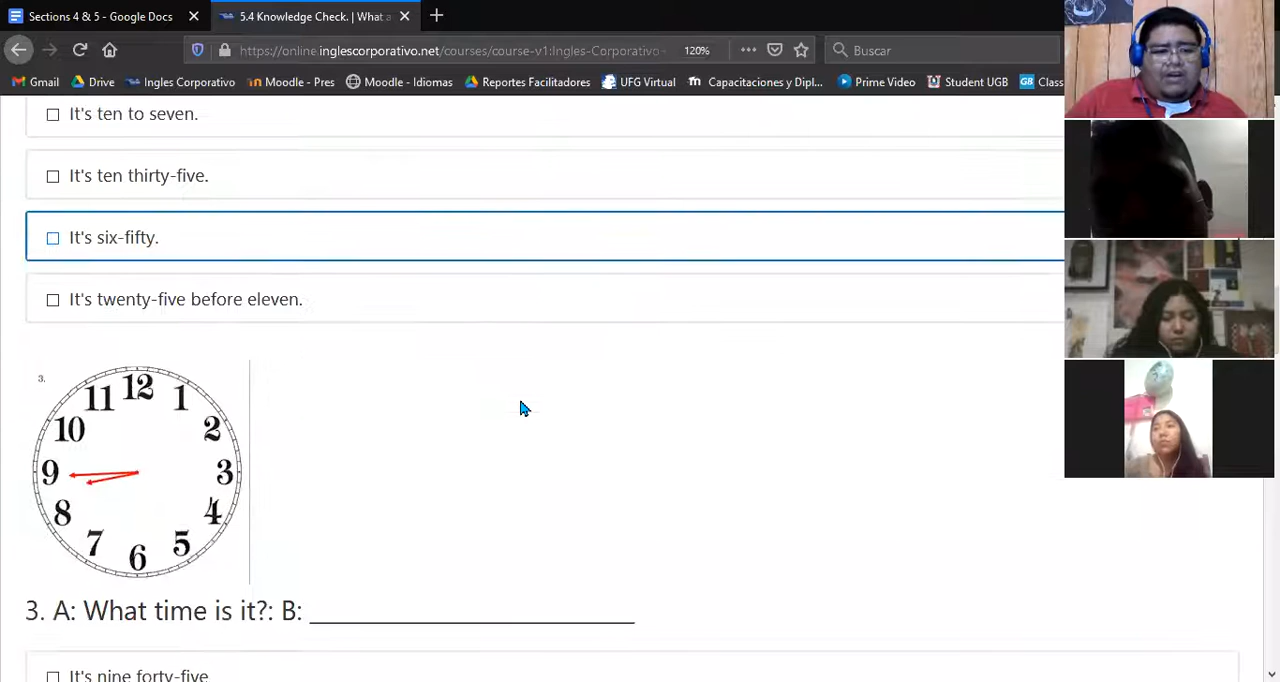 Sections 4 & 5 - Google Docs
5.4 Knowledge Check. | What a
https://online.inglescorporativo.net/courses/course-v1:Ingles-Corporativo
120%
Buscar
Gmail
Drive
Ingles Corporativo
Moodle - Pres
Moodle - Idiomas
Reportes Facilitadores
UFG Virtual
Capacitaciones y Dipl...
Prime Video
Student UGB
GB Class
It's ten to seven.
It's ten thirty-five.
It's six-fifty.
It's twenty-five before eleven.
3.
12
11
1
10
2
9
3
8
4
7
5
6
3. A: What time is it?: B: ___________________________
It's nine forty-five